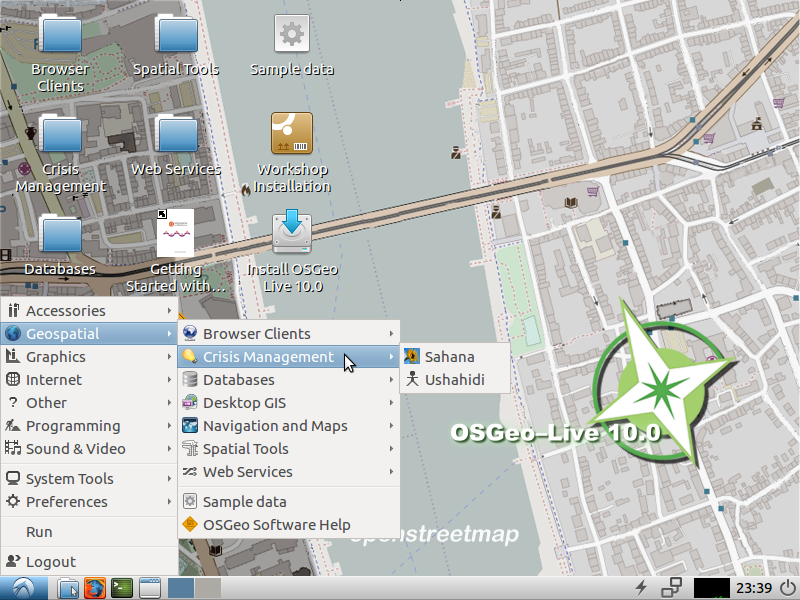 Browser
Clients
Spatial Tools
Sample data
Crisis
Management
Web Services
Workshop
Installation
Databases
Getting
Started with...
Install OSGeo
Live 10.0
Accessories
Geospatial
Graphics
Internet
Other
Programming
Sound & Video
System Tools
Preferences
Run
Logout
Browser Clients
Crisis Management
Databases
Desktop GIS
Navigation and Maps
Spatial Tools
Web Services
Sample data
OSGeo Software Help
Sahana
Ushahidi
OSGeo-Live 10.0
openstreetmap
23:39